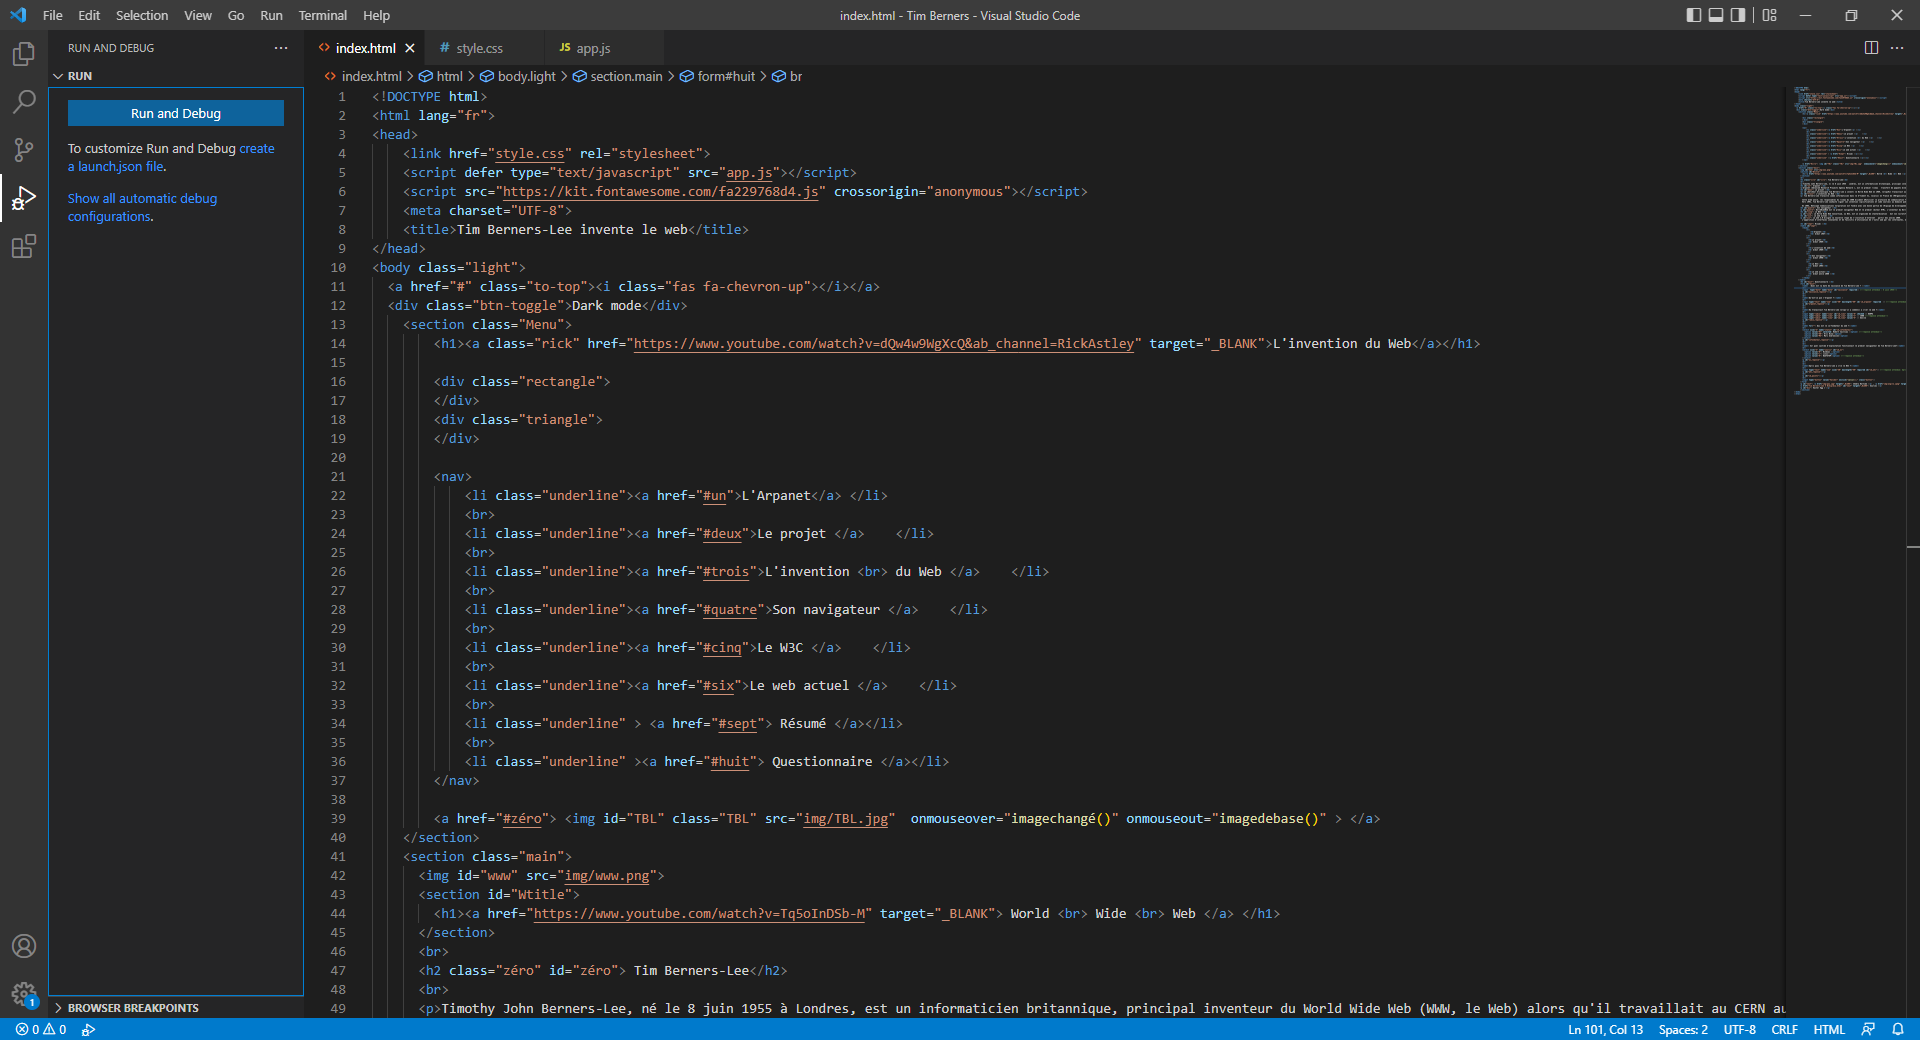 File Edit Selection View Go Run Terminal Help
index.html - Tim Berners - Visual Studio Code
RUN AND DEBUG ···
RUN
Run and Debug
To customize Run and Debug create
a launch.json file.
Show all automatic debug
configurations.
BROWSER BREAKPOINTS
<> index.html × # style.css JS app.js
<> index.html > html > body.light > section.main > form#huit > br
1 <!DOCTYPE html>
2 <html lang="fr">
3 <head>
4 <link href="style.css" rel="stylesheet">
5 <script defer type="text/javascript" src="app.js"></script>
6 <script src="https://kit.fontawesome.com/fa229768d4.js" crossorigin="anonymous"></script>
7 <meta charset="UTF-8">
8 <title>Tim Berners-Lee invente le web</title>
9 </head>
10 <body class="light">
11 <a href="#" class="to-top"><i class="fas fa-chevron-up"></i></a>
12 <div class="btn-toggle">Dark mode</div>
13 <section class="Menu">
14 <h1><a class="rick" href="https://www.youtube.com/watch?v=dQw4w9WgXcQ&ab_channel=RickAstley" target="_BLANK">L'invention du Web</a></h1>
15
16 <div class="rectangle">
17 </div>
18 <div class="triangle">
19 </div>
20
21 <nav>
22 <li class="underline"><a href="#un">L'Arpanet</a> </li>
23 <br>
24 <li class="underline"><a href="#deux">Le projet </a>    </li>
25 <br>
26 <li class="underline"><a href="#trois">L'invention <br> du Web </a>    </li>
27 <br>
28 <li class="underline"><a href="#quatre">Son navigateur </a>    </li>
29 <br>
30 <li class="underline"><a href="#cinq">Le W3C </a>    </li>
31 <br>
32 <li class="underline"><a href="#six">Le web actuel </a>    </li>
33 <br>
34 <li class="underline" > <a href="#sept"> Résumé </a></li>
35 <br>
36 <li class="underline" ><a href="#huit"> Questionnaire </a></li>
37 </nav>
38
39 <a href="#zéro"> <img id="TBL" class="TBL" src="img/TBL.jpg"  onmouseover="imagechangé()" onmouseout="imagedebase()" > </a>
40 </section>
41 <section class="main">
42 <img id="www" src="img/www.png">
43 <section id="Wtitle">
44 <h1><a href="https://www.youtube.com/watch?v=Tq5oInDSb-M" target="_BLANK"> World <br> Wide <br> Web </a> </h1>
45 </section>
46 <br>
47 <h2 class="zéro" id="zéro"> Tim Berners-Lee</h2>
48 <br>
49 <p>Timothy John Berners-Lee, né le 8 juin 1955 à Londres, est un informaticien britannique, principal inventeur du World Wide Web (WWW, le Web) alors qu'il travaillait au CERN au
1
0 0 Ln 101, Col 13 Spaces: 2 UTF-8 CRLF HTML